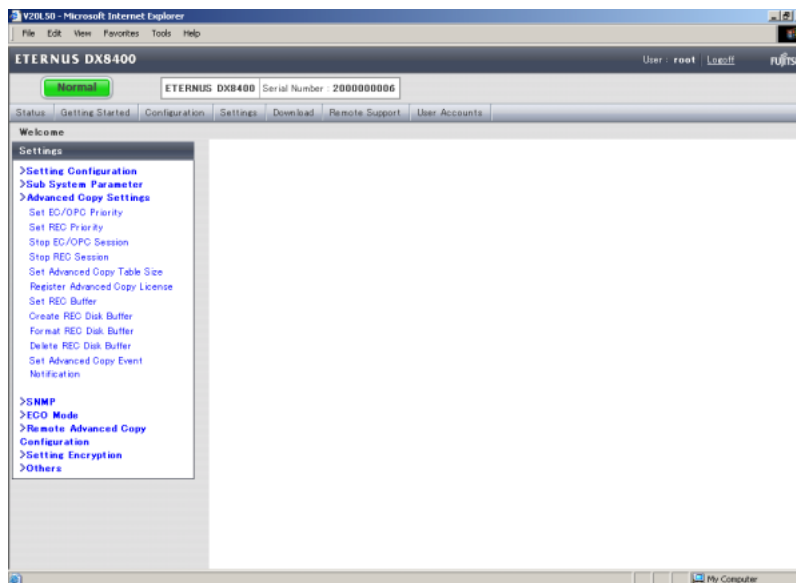 V20L50 - Microsoft Internet Explorer
File Edit View Favorites Tools Help
ETERNUS DX8400
User : root Logoff
Normal
ETERNUS DX8400 Serial Number : 2000000006
Status Getting Started Configuration Settings Download Remote Support User Accounts
Welcome
Settings
>Setting Configuration
>Sub System Parameter
>Advanced Copy Settings
Set EC/OPC Priority
Set REC Priority
Stop EC/OPC Session
Stop REC Session
Set Advanced Copy Table Size
Register Advanced Copy License
Set REC Buffer
Create REC Disk Buffer
Format REC Disk Buffer
Delete REC Disk Buffer
Set Advanced Copy Event
Notification
>SNMP
>ECO Mode
>Remote Advanced Copy
Configuration
>Setting Encryption
>Others
My Computer